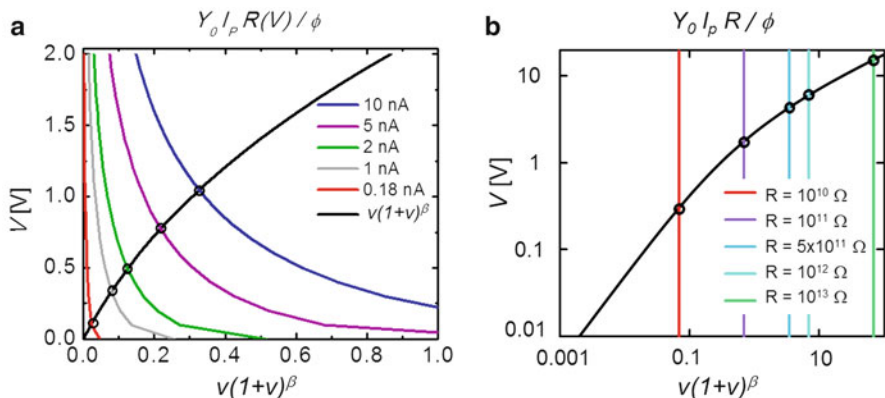 a
Y₀ Iₚ R(V) / ϕ
2.0
1.5
1.0
0.5
0.0
V [V]
10 nA
5 nA
2 nA
1 nA
0.18 nA
v(1+v)^β
0.0 0.2 0.4 0.6 0.8 1.0
v(1+v)^β
b
Y₀ Iₚ R / ϕ
10
1
0.1
0.01
V [V]
R = 10¹⁰ Ω
R = 10¹¹ Ω
R = 5x10¹¹ Ω
R = 10¹² Ω
R = 10¹³ Ω
0.001 0.1 10
v(1+v)^β